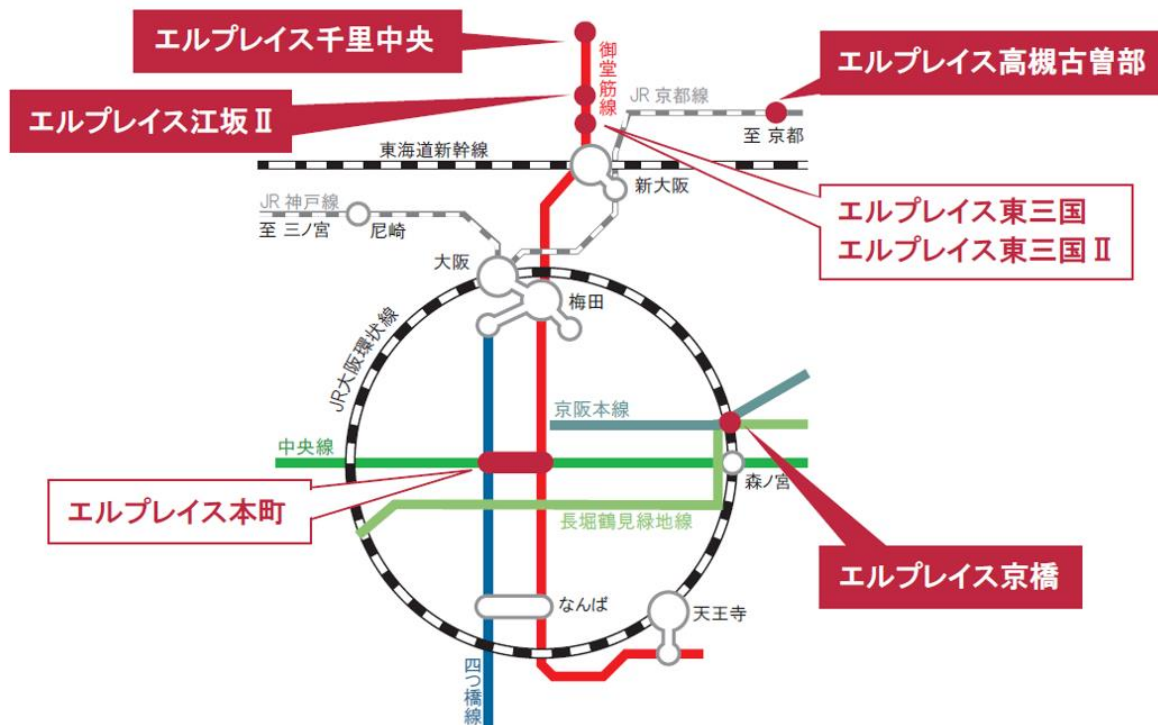 エルプレイス千里中央
御堂筋線
エルプレイス高槻古曽部
JR 京都線
エルプレイス江坂Ⅱ
至 京都
東海道新幹線
新大阪
JR 神戸線
至 三ノ宮
尼崎
エルプレイス東三国
エルプレイス東三国Ⅱ
大阪
梅田
JR大阪環状線
京阪本線
中央線
森ノ宮
エルプレイス本町
長堀鶴見緑地線
エルプレイス京橋
なんば
天王寺
四つ橋線